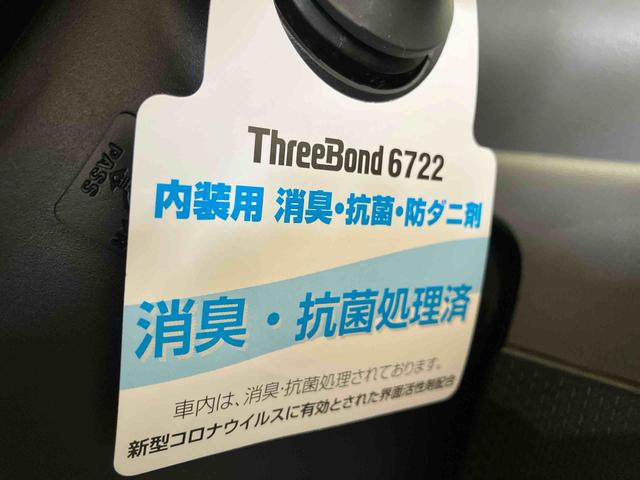 ThreeBond 6722
内装用 消臭・抗菌・防ダニ剤
消臭・抗菌処理済
車内は、消臭・抗菌処理されております。
新型コロナウイルスに有効とされた界面活性剤配合
PASS